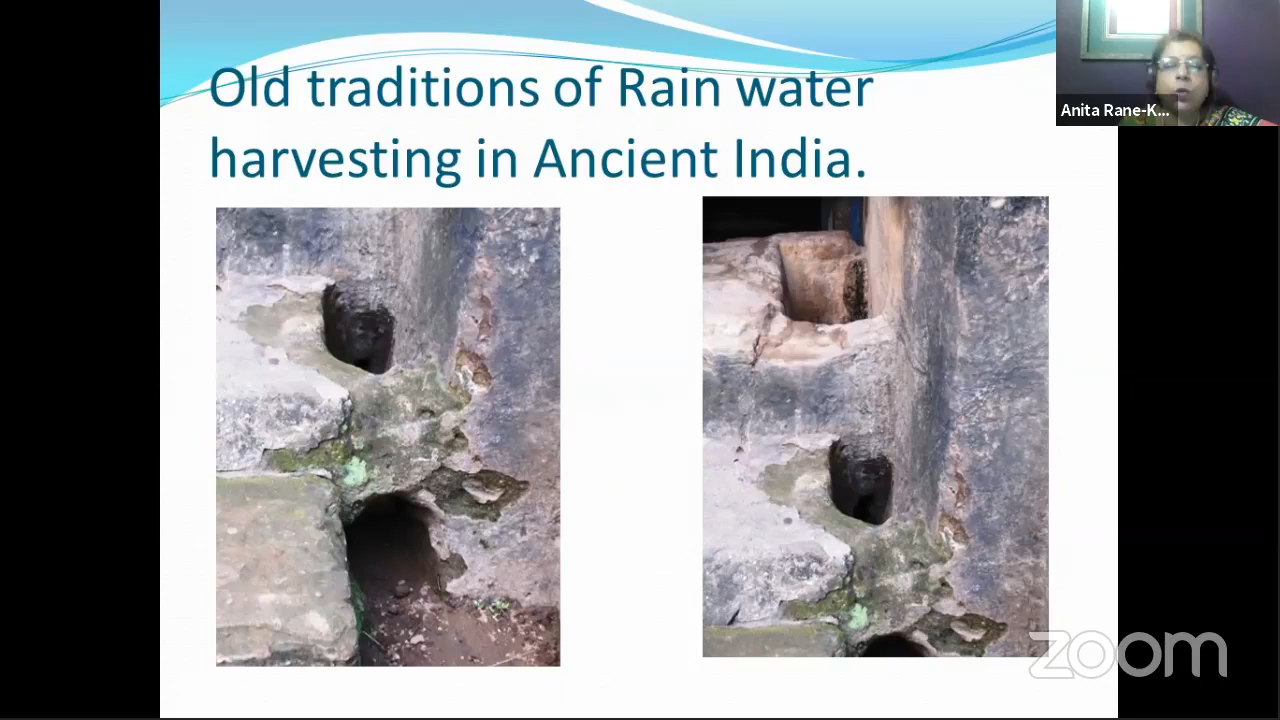 Old traditions of Rain water
harvesting in Ancient India.
Anita Rane-K...
zoom